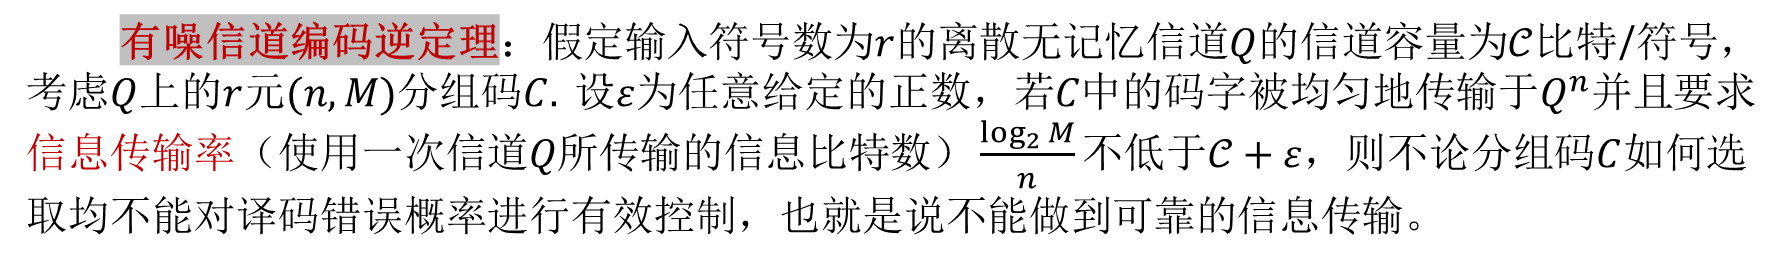 有噪信道编码逆定理：假定输入符号数为r的离散无记忆信道Q的信道容量为𝒞比特/符号，
考虑Q上的r元(n, M)分组码C. 设ε为任意给定的正数，若C中的码字被均匀地传输于Qⁿ并且要求
信息传输率（使用一次信道Q所传输的信息比特数）log₂ M / n 不低于𝒞 + ε，则不论分组码C如何选
取均不能对译码错误概率进行有效控制，也就是说不能做到可靠的信息传输。